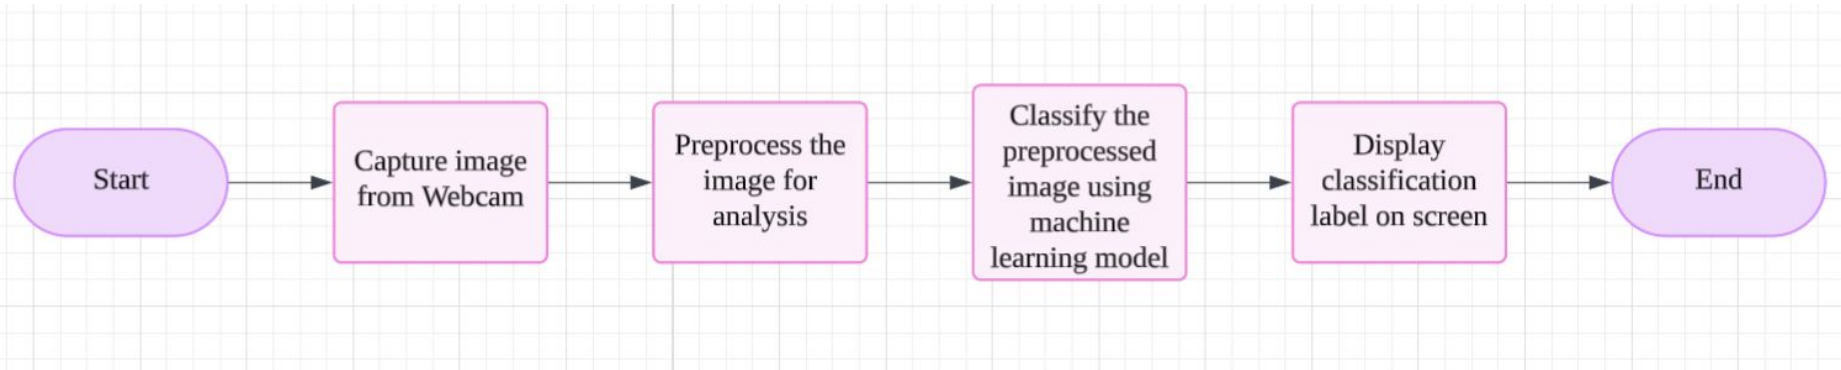 Start
Capture image
from Webcam
Preprocess the
image for
analysis
Classify the
preprocessed
image using
machine
learning model
Display
classification
label on screen
End